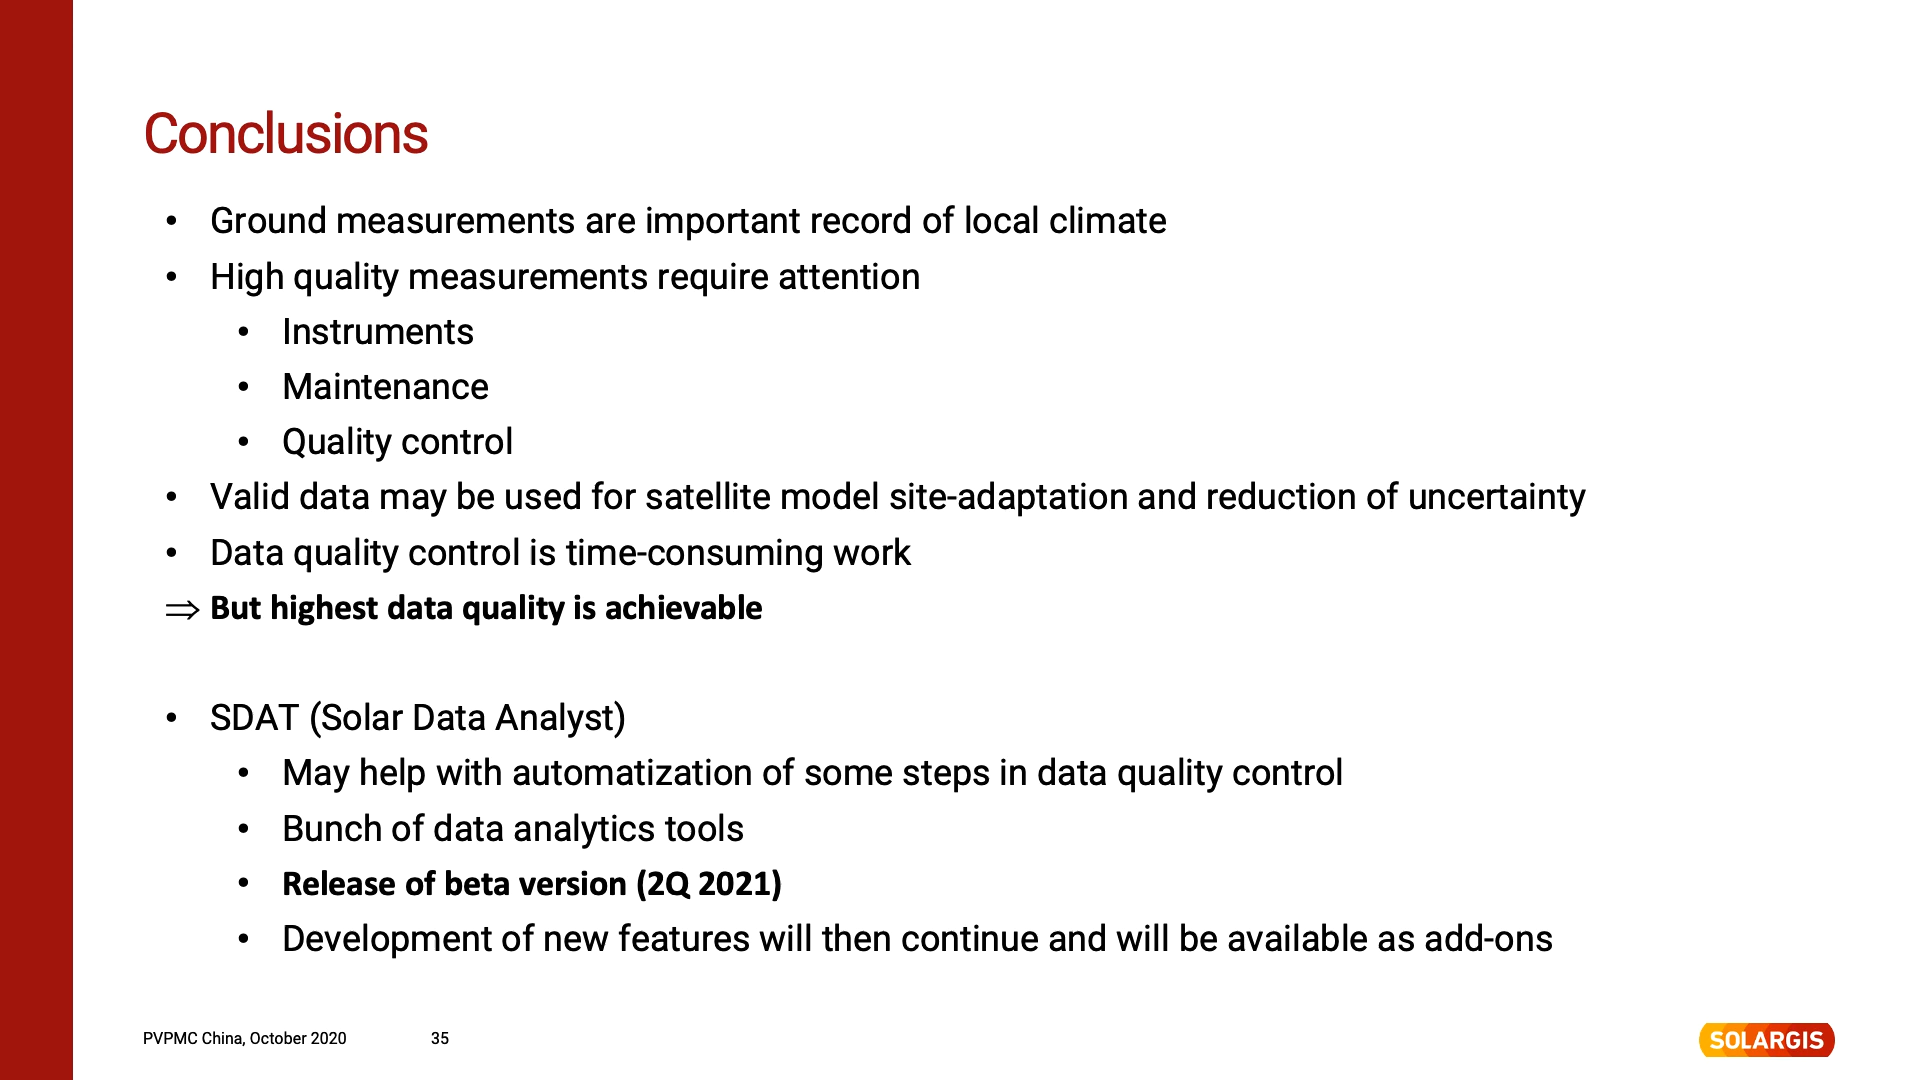 Conclusions
• Ground measurements are important record of local climate
• High quality measurements require attention
• Instruments
• Maintenance
• Quality control
• Valid data may be used for satellite model site-adaptation and reduction of uncertainty
• Data quality control is time-consuming work
⇒ But highest data quality is achievable
• SDAT (Solar Data Analyst)
• May help with automatization of some steps in data quality control
• Bunch of data analytics tools
• Release of beta version (2Q 2021)
• Development of new features will then continue and will be available as add-ons
PVPMC China, October 2020 35
SOLARGIS